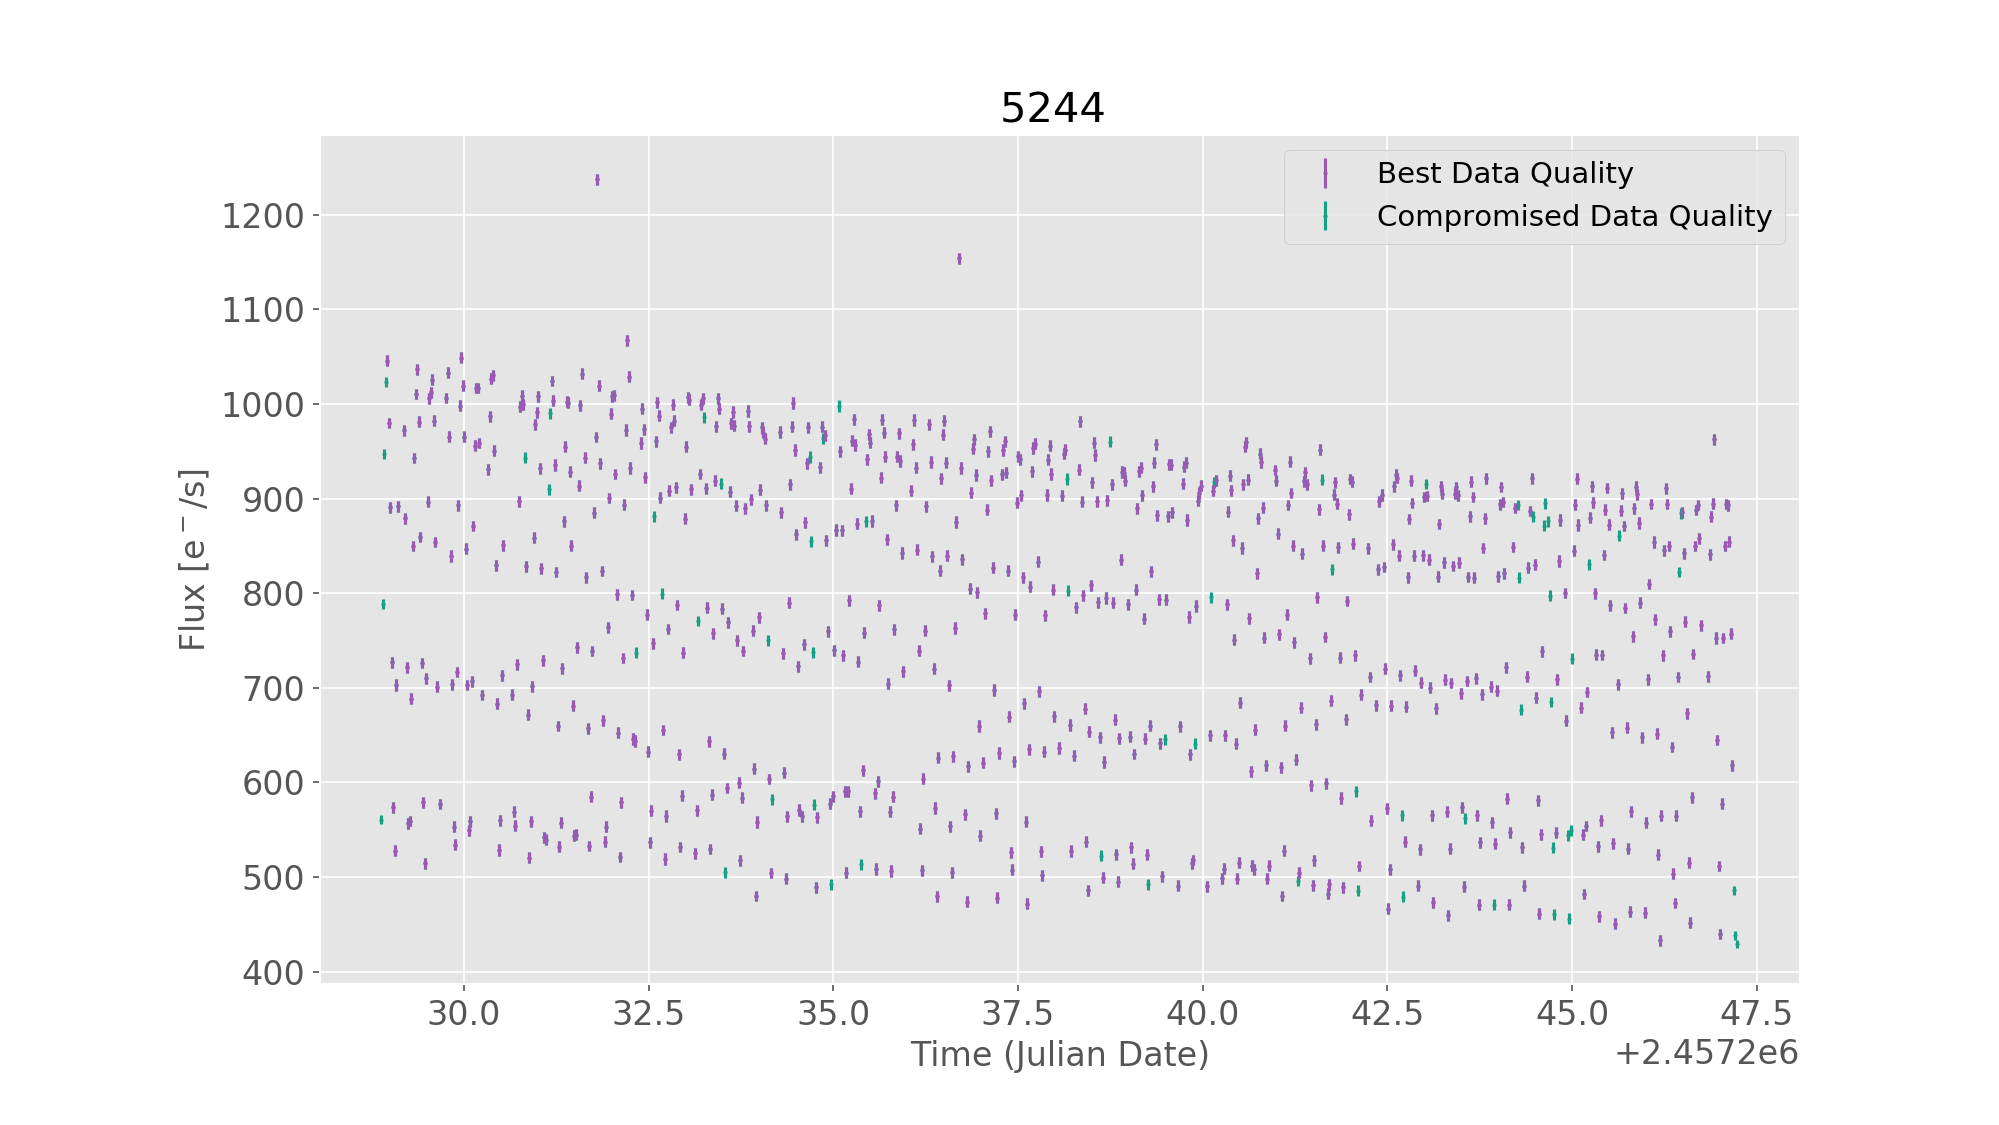 5244
Best Data Quality
Compromised Data Quality
1200
1100
1000
900
800
700
600
500
400
Flux [e⁻/s]
30.0 32.5 35.0 37.5 40.0 42.5 45.0 47.5
Time (Julian Date)
+2.4572e6